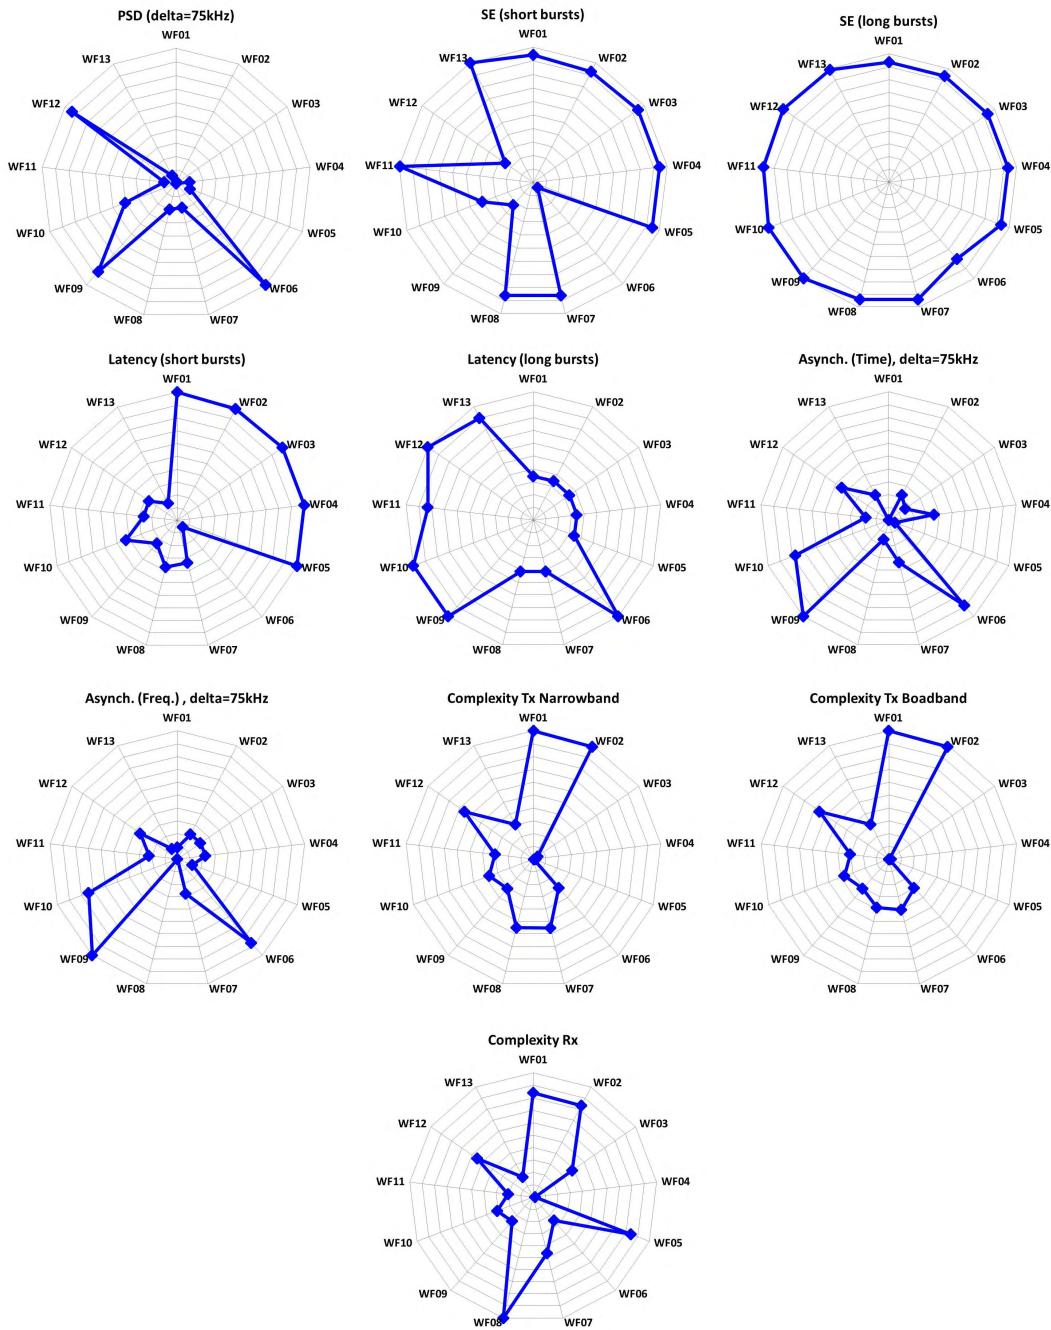 PSD (delta=75kHz)
WF01
WF02
WF03
WF04
WF05
WF06
WF07
WF08
WF09
WF10
WF11
WF12
WF13
SE (short bursts)
WF01
WF02
WF03
WF04
WF05
WF06
WF07
WF08
WF09
WF10
WF11
WF12
WF13
SE (long bursts)
WF01
WF02
WF03
WF04
WF05
WF06
WF07
WF08
WF09
WF10
WF11
WF12
WF13
Latency (short bursts)
WF01
WF02
WF03
WF04
WF05
WF06
WF07
WF08
WF09
WF10
WF11
WF12
WF13
Latency (long bursts)
WF01
WF02
WF03
WF04
WF05
WF06
WF07
WF08
WF09
WF10
WF11
WF12
WF13
Asynch. (Time), delta=75kHz
WF01
WF02
WF03
WF04
WF05
WF06
WF07
WF08
WF09
WF10
WF11
WF12
WF13
Asynch. (Freq.) , delta=75kHz
WF01
WF02
WF03
WF04
WF05
WF06
WF07
WF08
WF09
WF10
WF11
WF12
WF13
Complexity Tx Narrowband
WF01
WF02
WF03
WF04
WF05
WF06
WF07
WF08
WF09
WF10
WF11
WF12
WF13
Complexity Tx Boadband
WF01
WF02
WF03
WF04
WF05
WF06
WF07
WF08
WF09
WF10
WF11
WF12
WF13
Complexity Rx
WF01
WF02
WF03
WF04
WF05
WF06
WF07
WF08
WF09
WF10
WF11
WF12
WF13